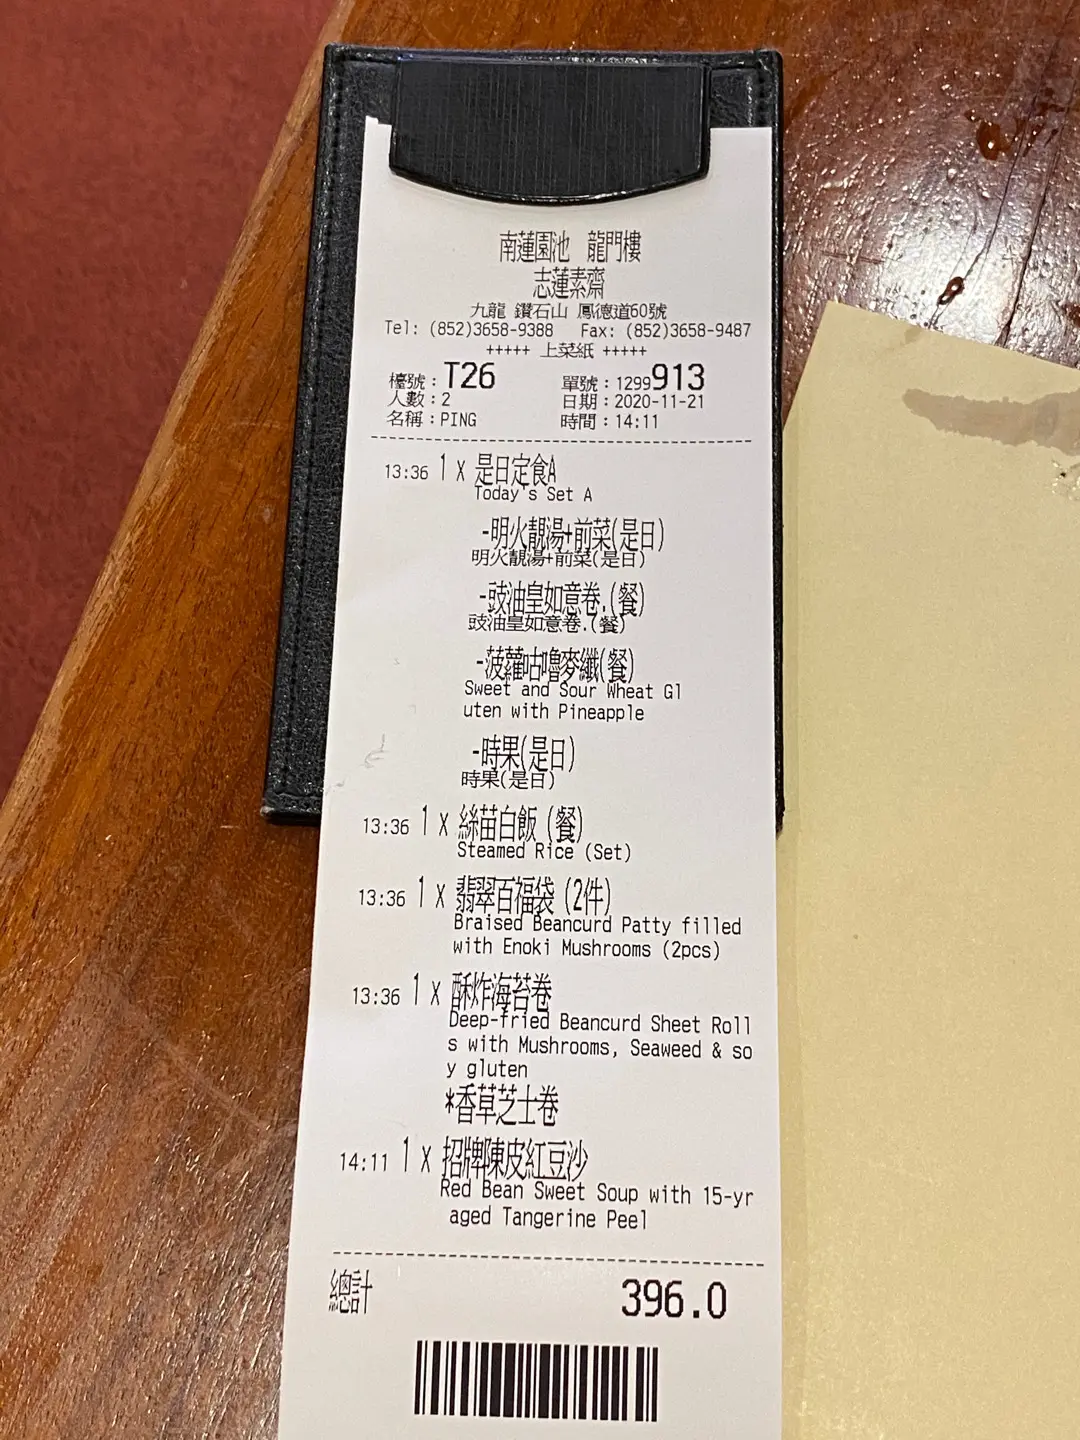 南蓮園池 龍門樓
志蓮素齋
九龍 鑽石山 鳳德道60號
Tel: (852)3658-9388 Fax: (852)3658-9487
+++++ 上菜紙 +++++
檯號：T26 單號：1299913
人數：2 日期：2020-11-21
名稱：PING 時間：14:11
13:36 1 x 是日定食A
Today's Set A
-明火靚湯+前菜(是日)
明火靚湯+前菜(是日)
-豉油皇如意卷.(餐)
豉油皇如意卷.(餐)
-菠蘿咕嚕麥纖(餐)
Sweet and Sour Wheat Gl
uten with Pineapple
-時果(是日)
時果(是日)
13:36 1 x 絲苗白飯 (餐)
Steamed Rice (Set)
13:36 1 x 翡翠百福袋 (2件)
Braised Beancurd Patty filled
with Enoki Mushrooms (2pcs)
13:36 1 x 酥炸海苔卷
Deep-fried Beancurd Sheet Roll
s with Mushrooms, Seaweed & so
y gluten
*香草芝士卷
14:11 1 x 招牌陳皮紅豆沙
Red Bean Sweet Soup with 15-yr
aged Tangerine Peel
總計 396.0